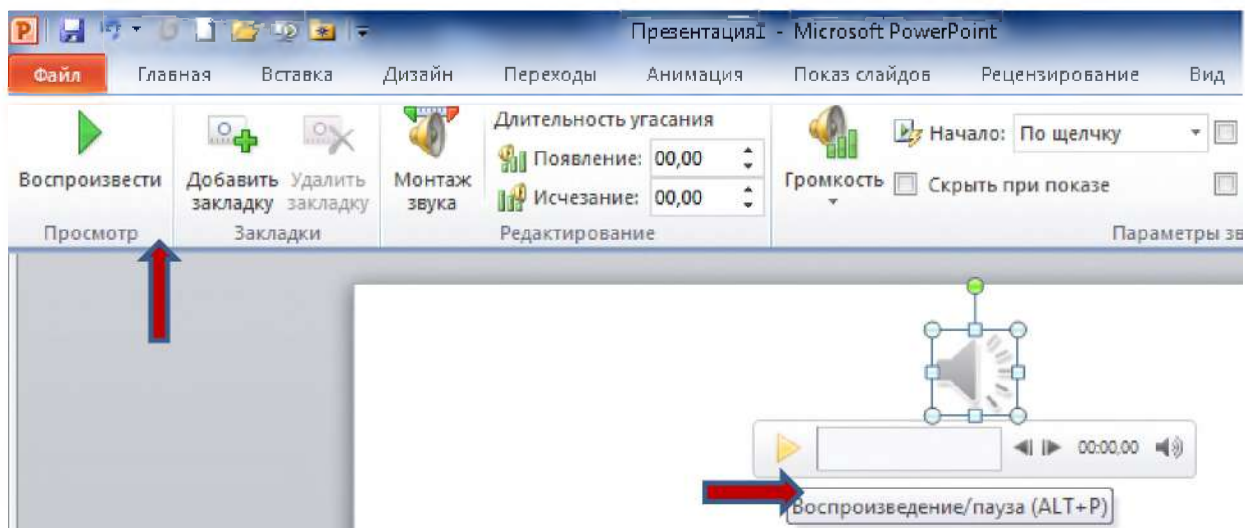 Презентация1 - Microsoft PowerPoint
Файл Главная Вставка Дизайн Переходы Анимация Показ слайдов Рецензирование Вид
Воспроизвести
Добавить закладку
Удалить закладку
Монтаж звука
Длительность угасания
Появление: 00,00
Исчезание: 00,00
Громкость
Начало: По щелчку
Скрыть при показе
Просмотр Закладки Редактирование Параметры зв
00:00,00
Воспроизведение/пауза (ALT+P)